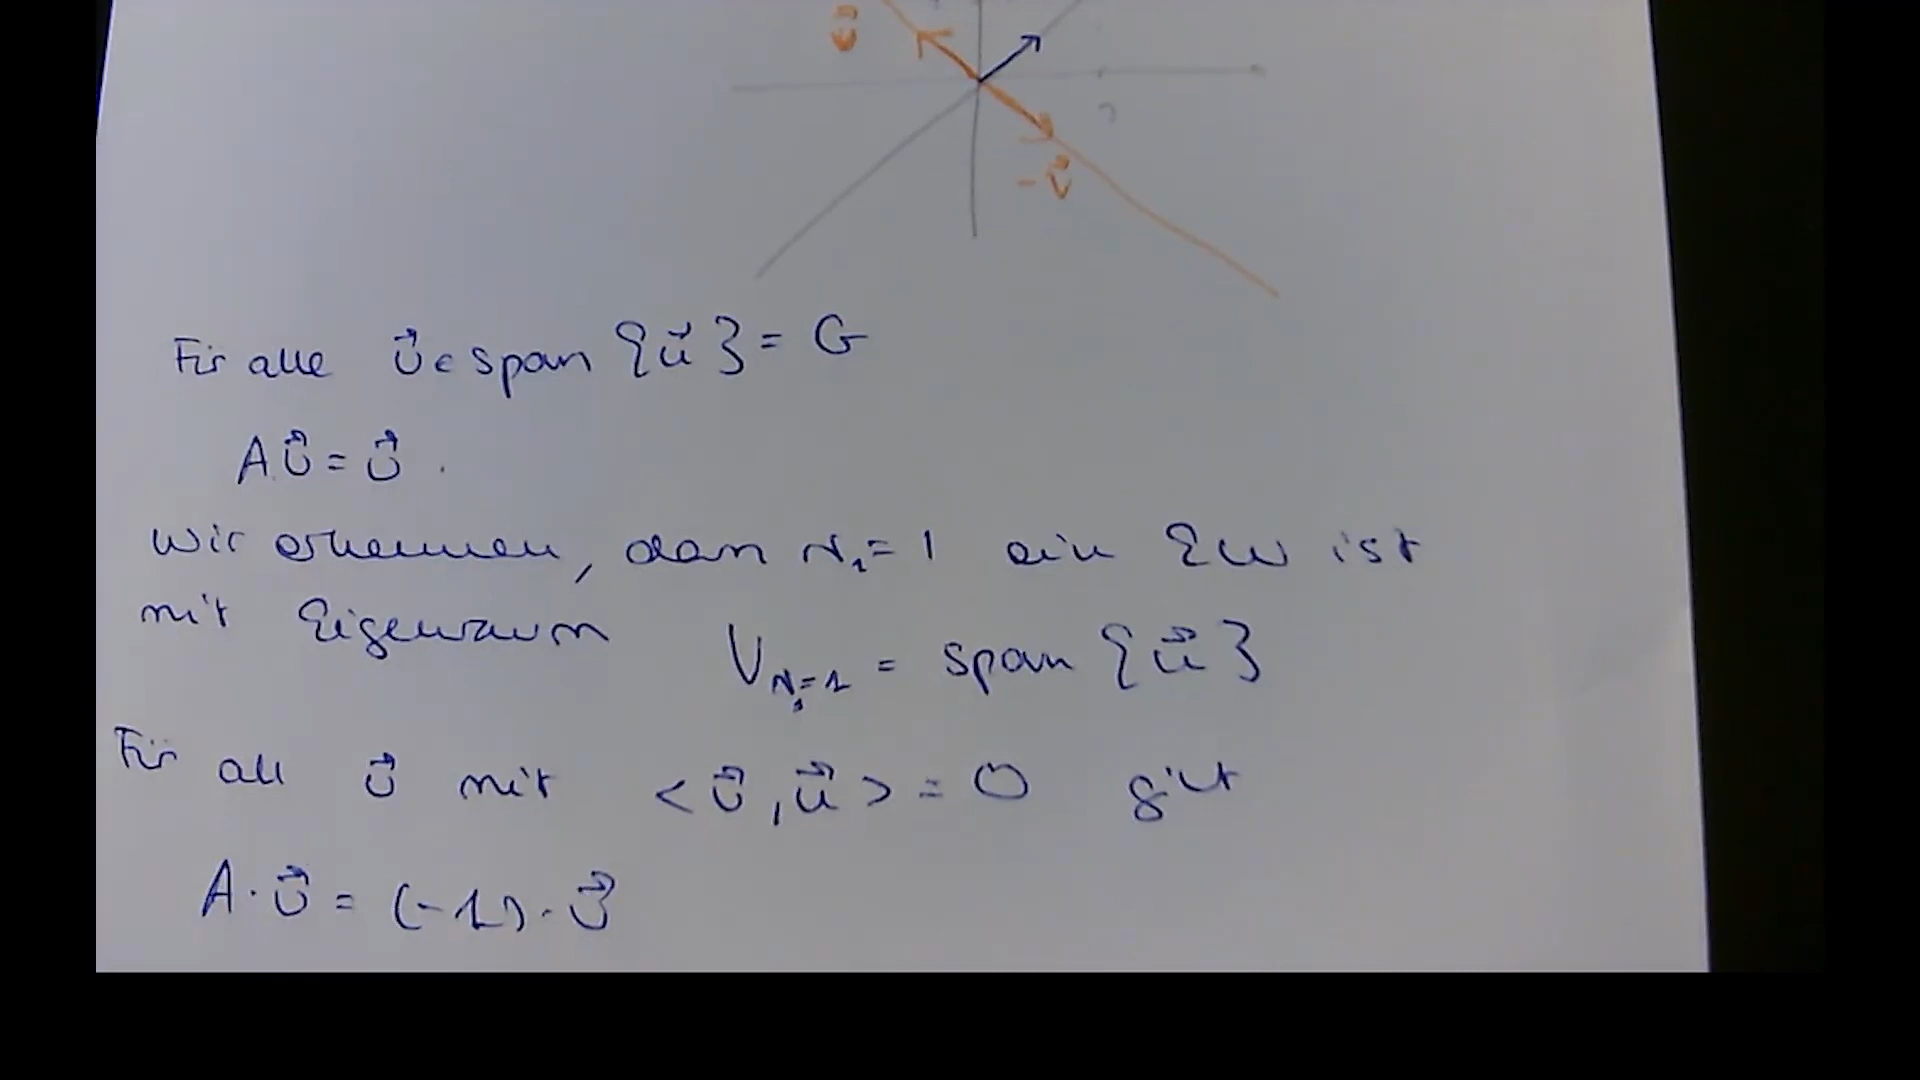 v⃗
-v⃗
Für alle v⃗ ∈ span {u⃗} = G
A v⃗ = v⃗.
Wir erkennen, dass λ₁ = 1 ein EW ist
mit Eigenraum V_{λ₁=1} = span {u⃗}
Für all v⃗ mit <v⃗, u⃗> = 0 gilt
A · v⃗ = (-1) · v⃗